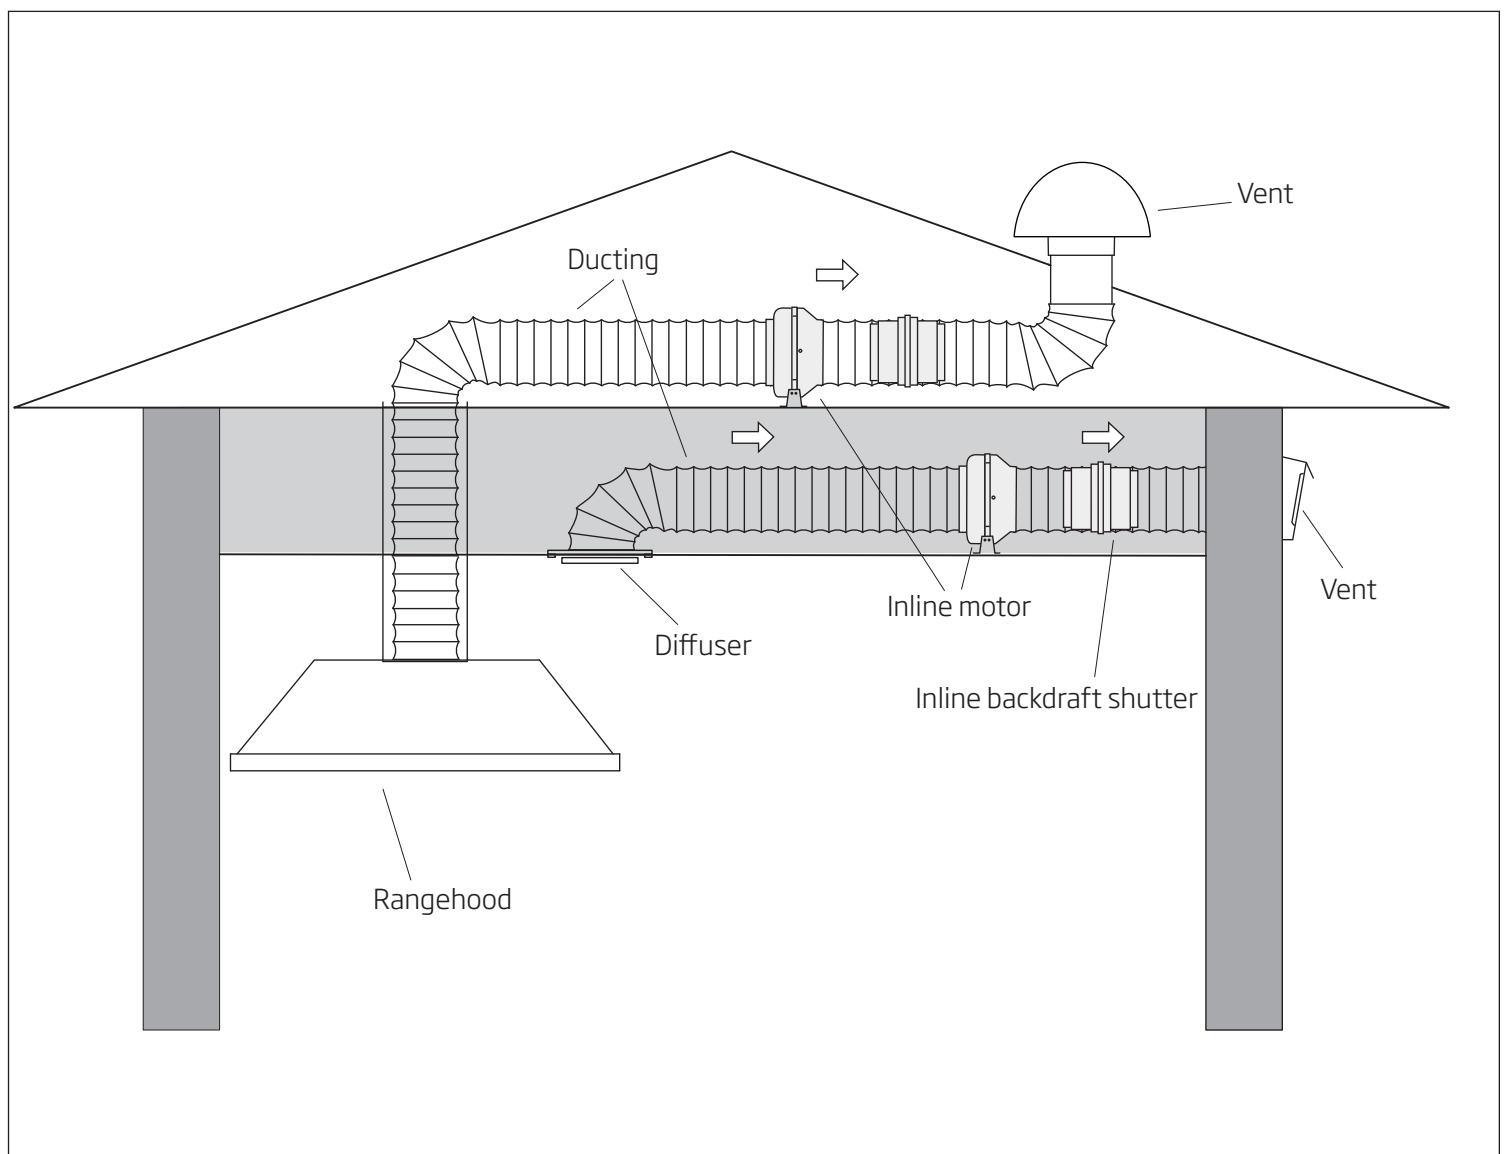 Vent
Ducting
Vent
Inline motor
Diffuser
Inline backdraft shutter
Rangehood